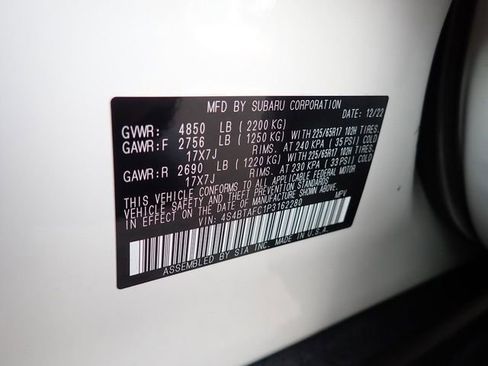 MFD BY SUBARU CORPORATION
DATE: 12/22
GVWR: 4850 LB (2200 KG)
GAWR:F 2756 LB (1250 KG) WITH 225/65R17 102H TIRES,
17X7J RIMS. AT 240 KPA (35 PSI) COLD
GAWR:R 2690 LB (1220 KG) WITH 225/65R17 102H TIRES,
17X7J RIMS. AT 230 KPA (33 PSI) COLD
THIS VEHICLE CONFORMS TO ALL APPLICABLE FEDERAL MOTOR
VEHICLE SAFETY AND THEFT PREVENTION STANDARDS
IN EFFECT ON THE DATE OF MANUFACTURE SHOWN ABOVE.
VIN: 4S4BTAFC1P3162280 MPV
ASSEMBLED BY SIA INC. MADE IN U.S.A.